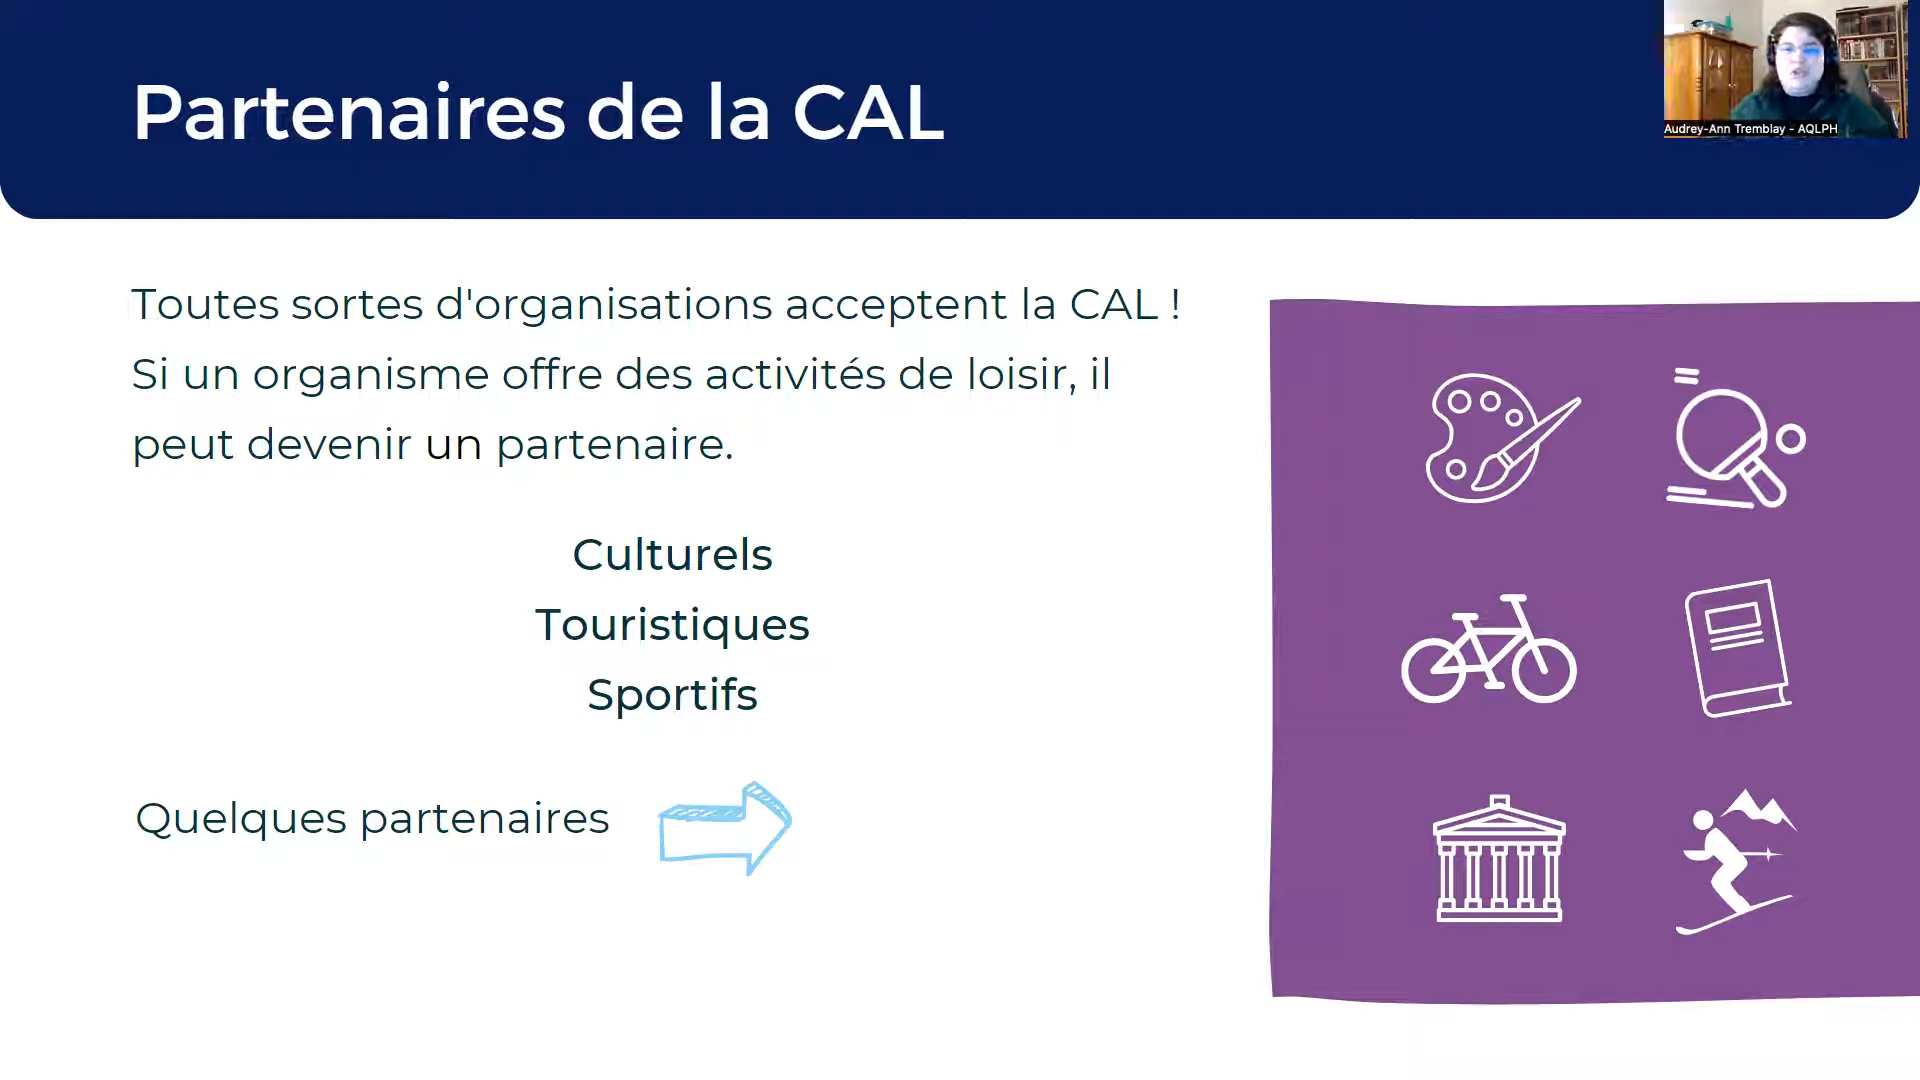 Partenaires de la CAL
Audrey-Ann Tremblay - AQLPH
Toutes sortes d'organisations acceptent la CAL !
Si un organisme offre des activités de loisir, il
peut devenir un partenaire.
Culturels
Touristiques
Sportifs
Quelques partenaires